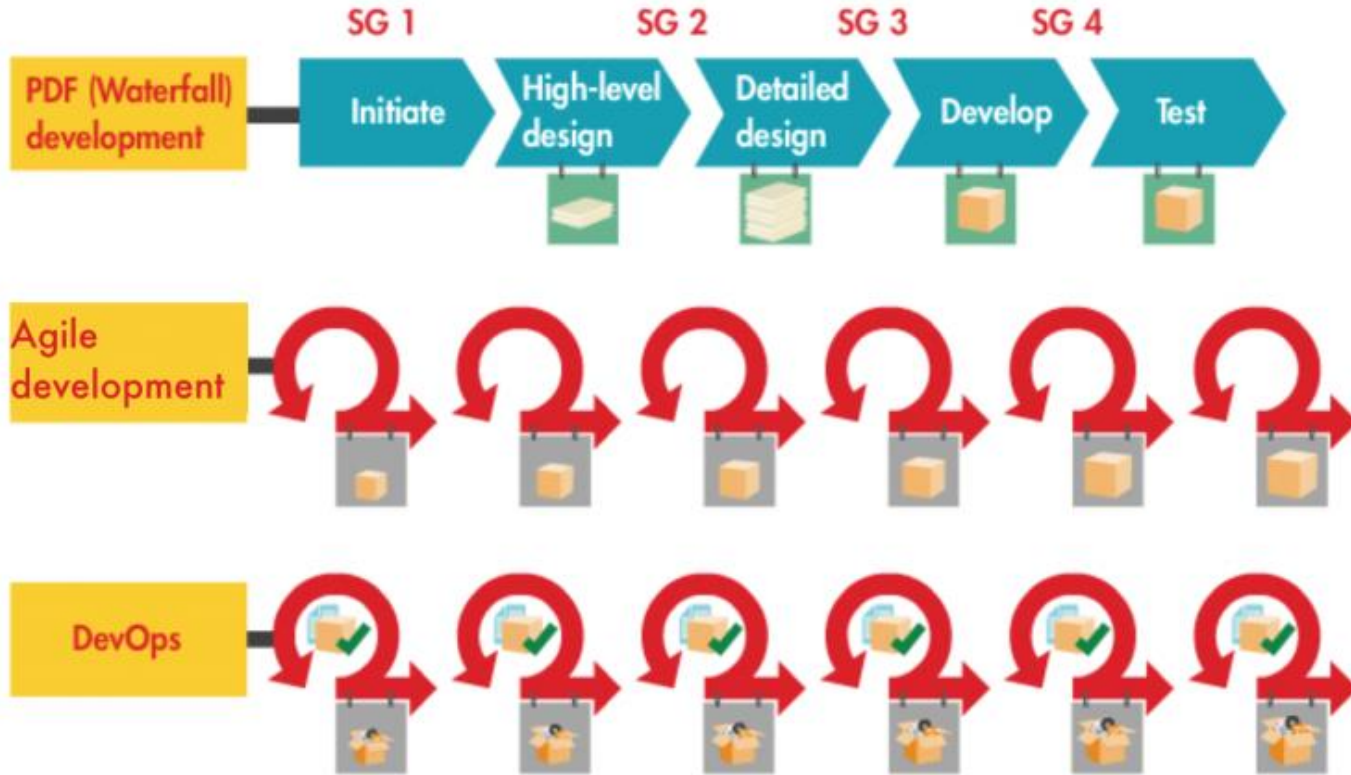 SG 1 SG 2 SG 3 SG 4
PDF (Waterfall)
development
Initiate
High-level
design
Detailed
design
Develop
Test
Agile
development
DevOps